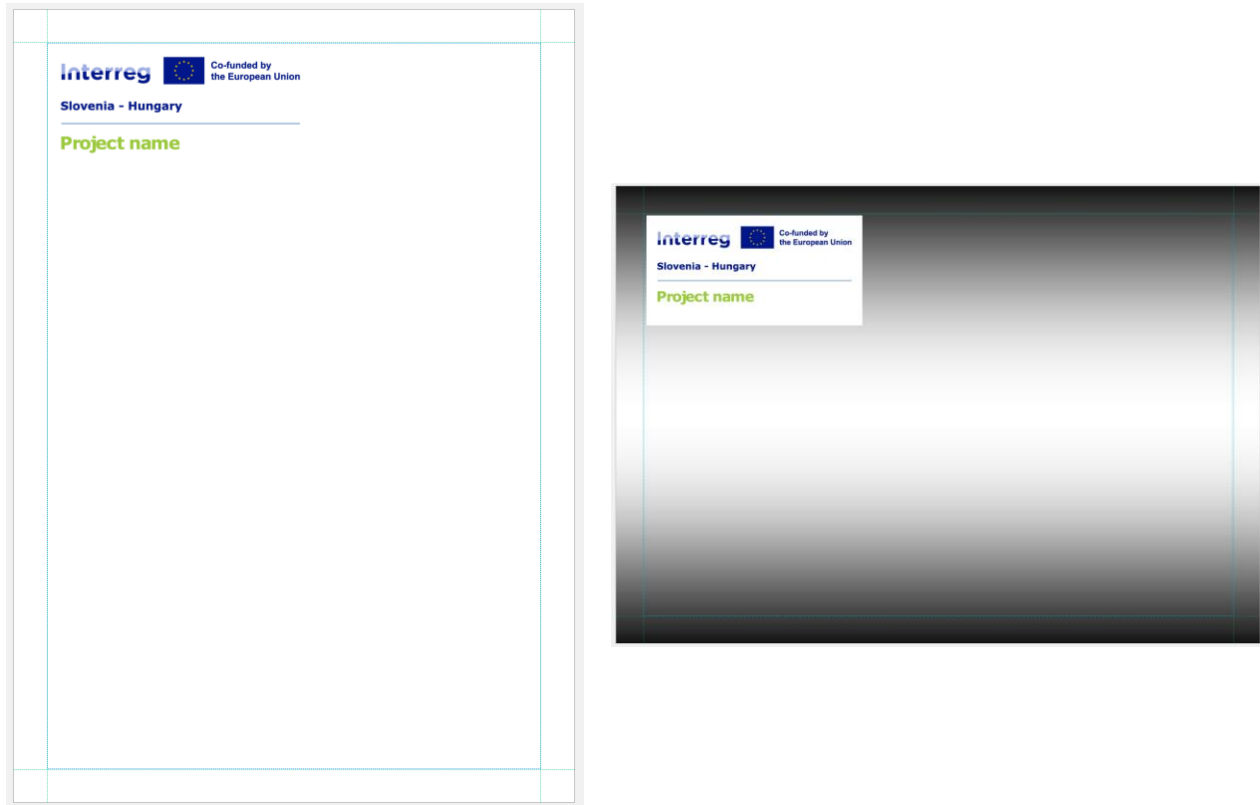 Interreg
Co-funded by
the European Union
Slovenia - Hungary
Project name
Interreg
Co-funded by
the European Union
Slovenia - Hungary
Project name